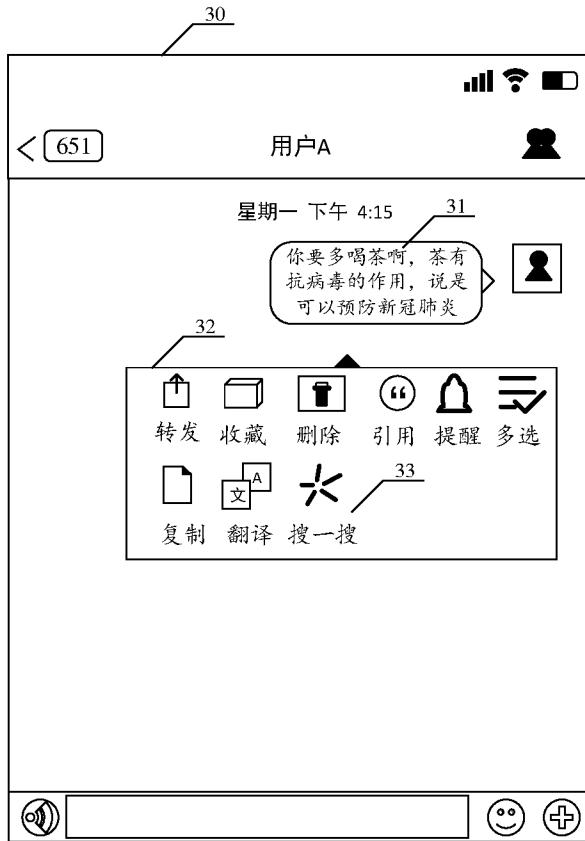 30
651
用户A
星期一 下午 4:15
31
你要多喝茶啊，茶有
抗病毒的作用，说是
可以预防新冠肺炎
32
转发 收藏 删除 引用 提醒 多选
文 A
33
复制 翻译 搜一搜